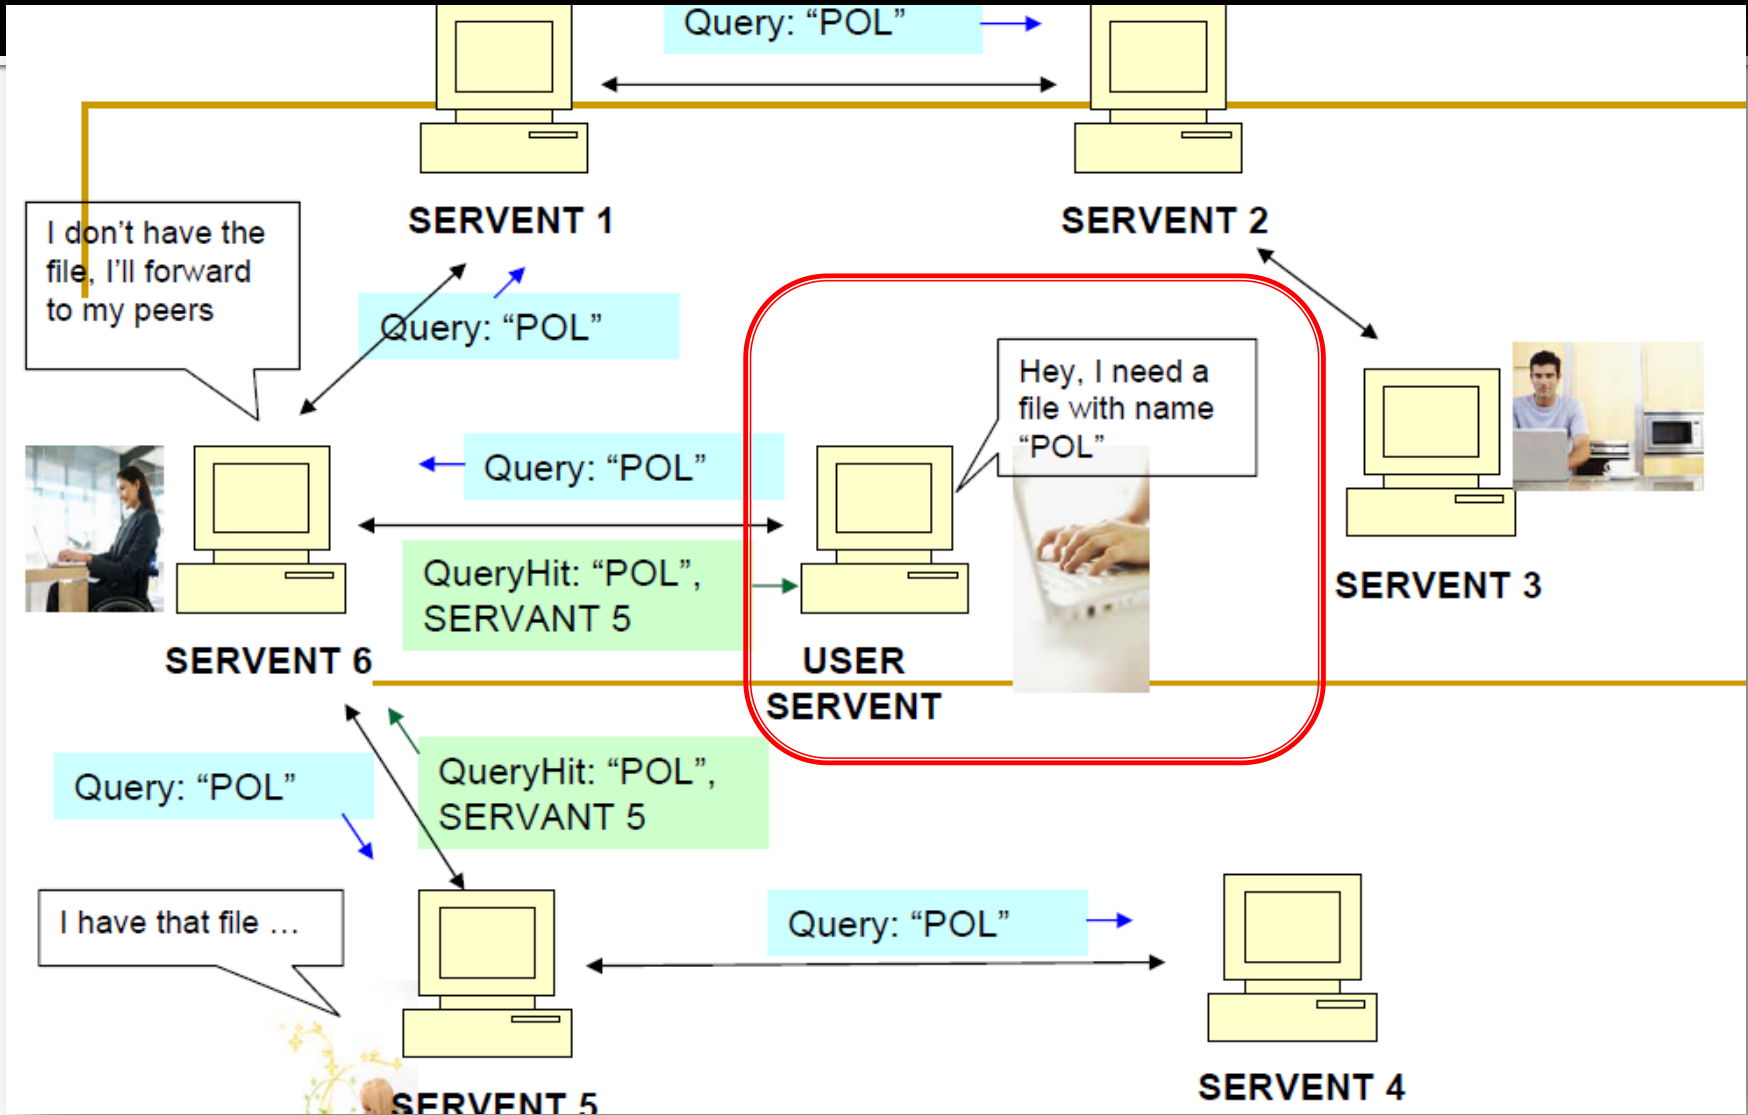 Query: “POL”
SERVENT 1
SERVENT 2
I don’t have the
file, I’ll forward
to my peers
Query: “POL”
Hey, I need a
file with name
“POL”
Query: “POL”
QueryHit: “POL”,
SERVANT 5
SERVENT 3
SERVENT 6
USER
SERVENT
Query: “POL”
QueryHit: “POL”,
SERVANT 5
I have that file ...
Query: “POL”
SERVENT 4
SERVENT 5